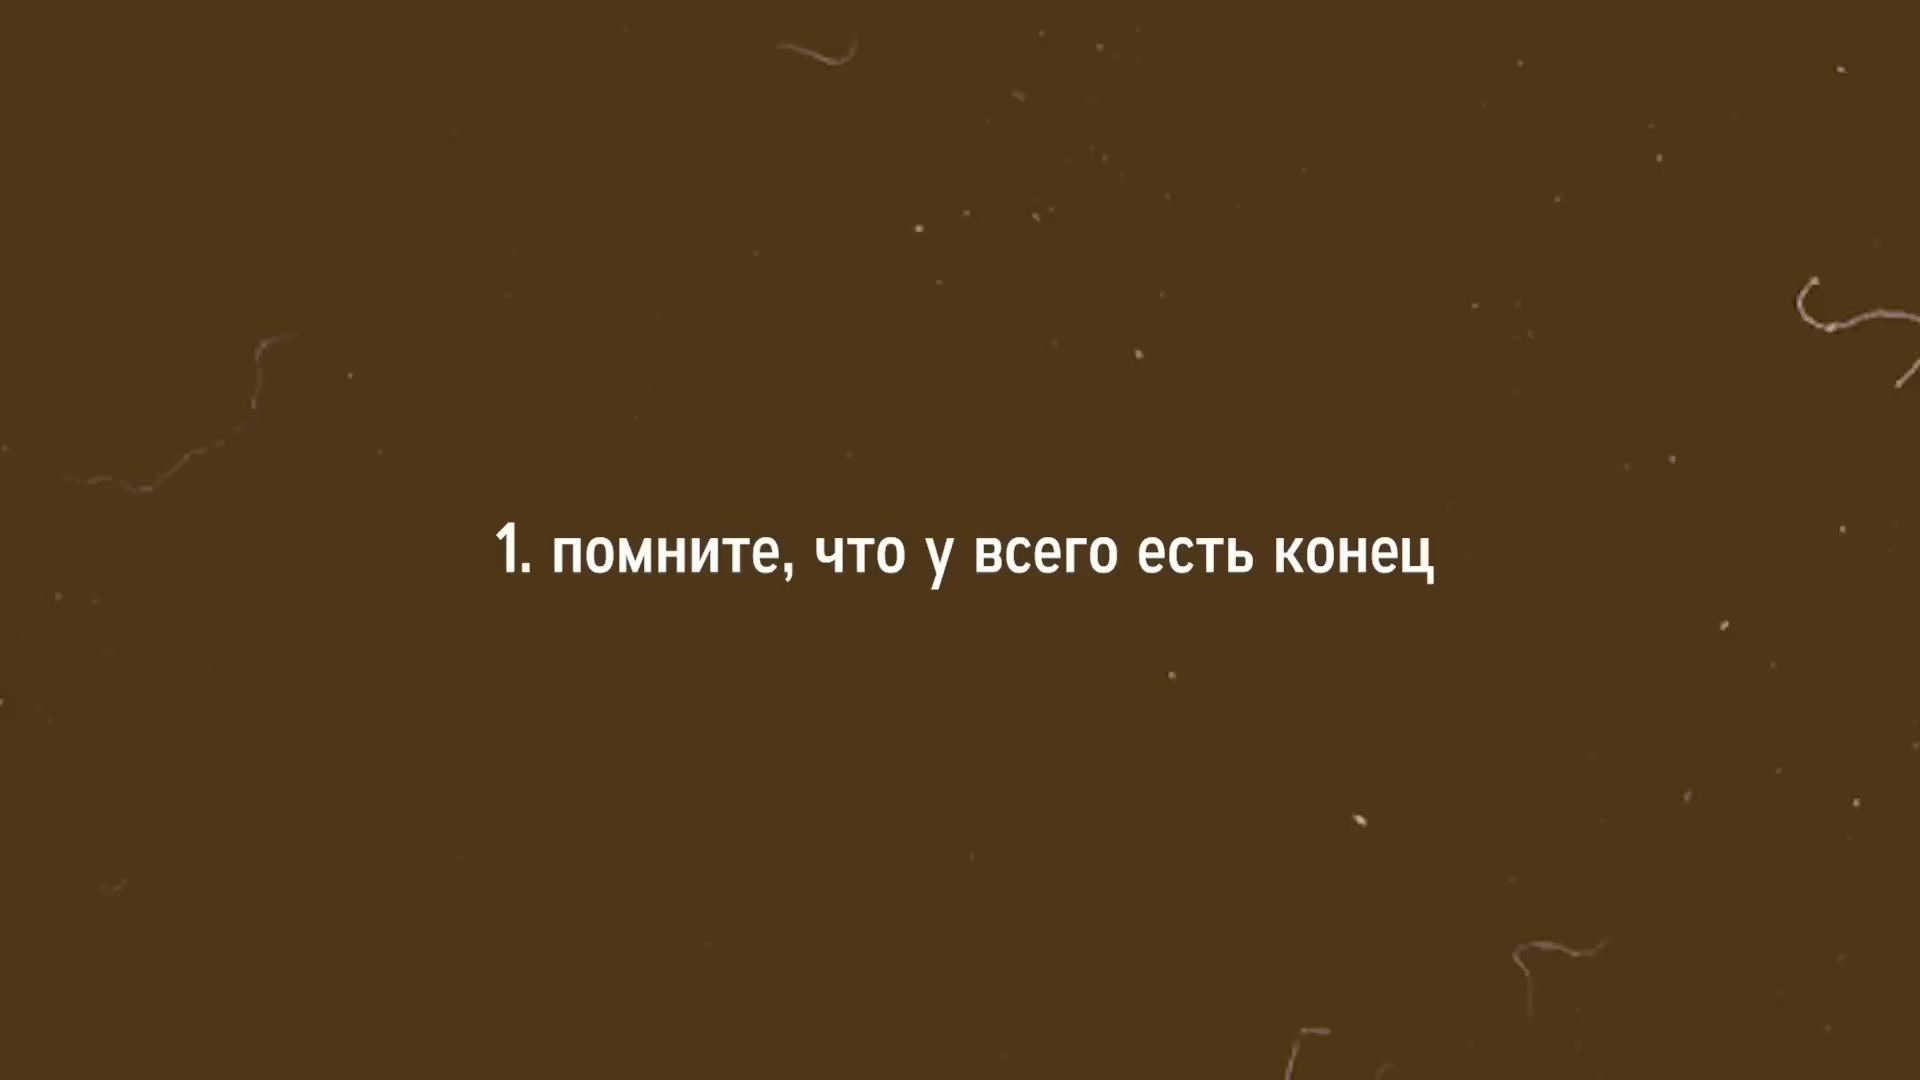 1. помните, что у всего есть конец